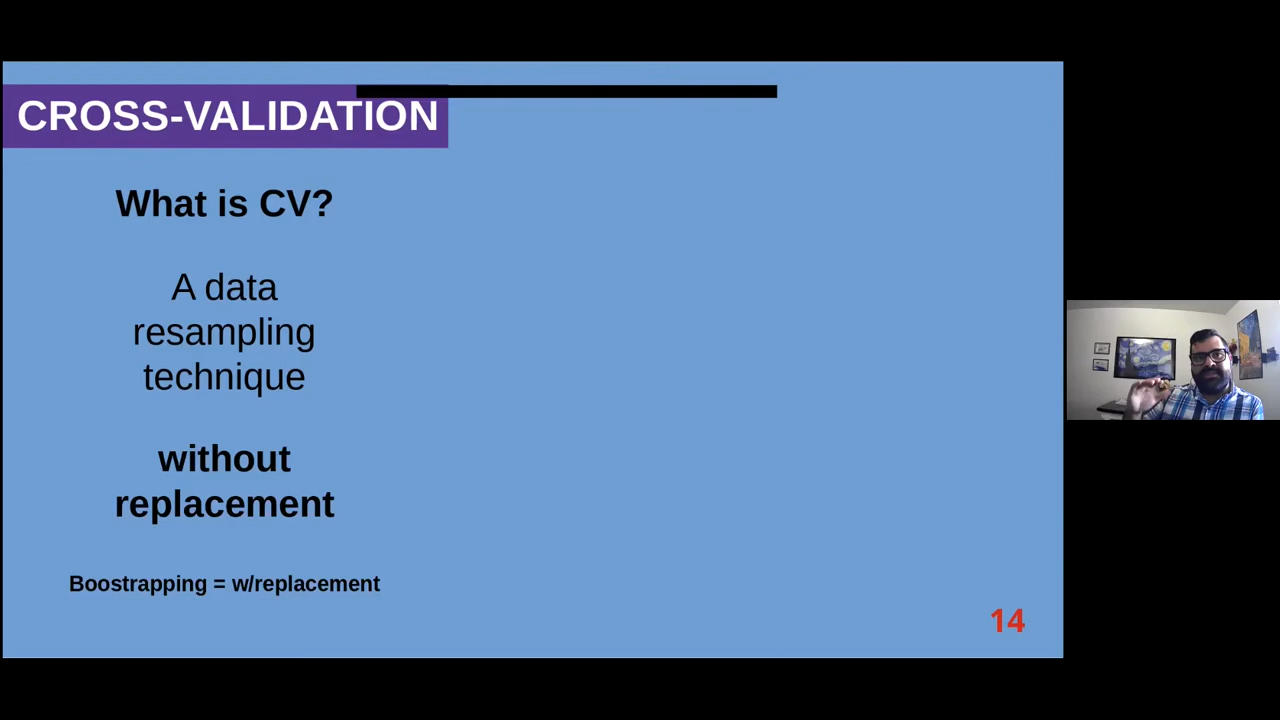 CROSS-VALIDATION
What is CV?
A data
resampling
technique
without
replacement
Boostrapping = w/replacement
14